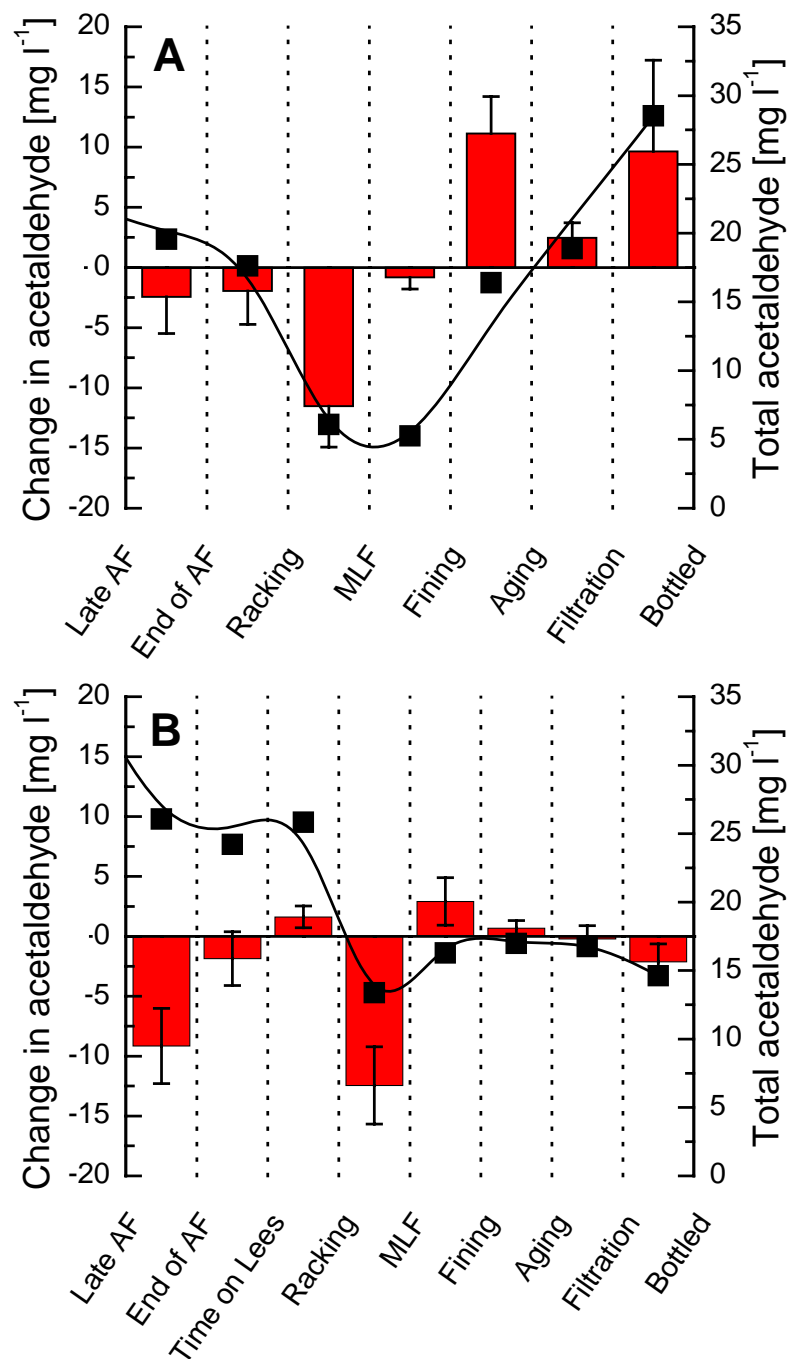 A
Change in acetaldehyde [mg l-1]
20
15
10
5
0
-5
-10
-15
-20
Total acetaldehyde [mg l-1]
35
30
25
20
15
10
5
0
Late AF
End of AF
Racking
MLF
Fining
Aging
Filtration
Bottled
B
Change in acetaldehyde [mg l-1]
20
15
10
5
0
-5
-10
-15
-20
Total acetaldehyde [mg l-1]
35
30
25
20
15
10
5
0
Late AF
End of AF
Time on Lees
Racking
MLF
Fining
Aging
Filtration
Bottled